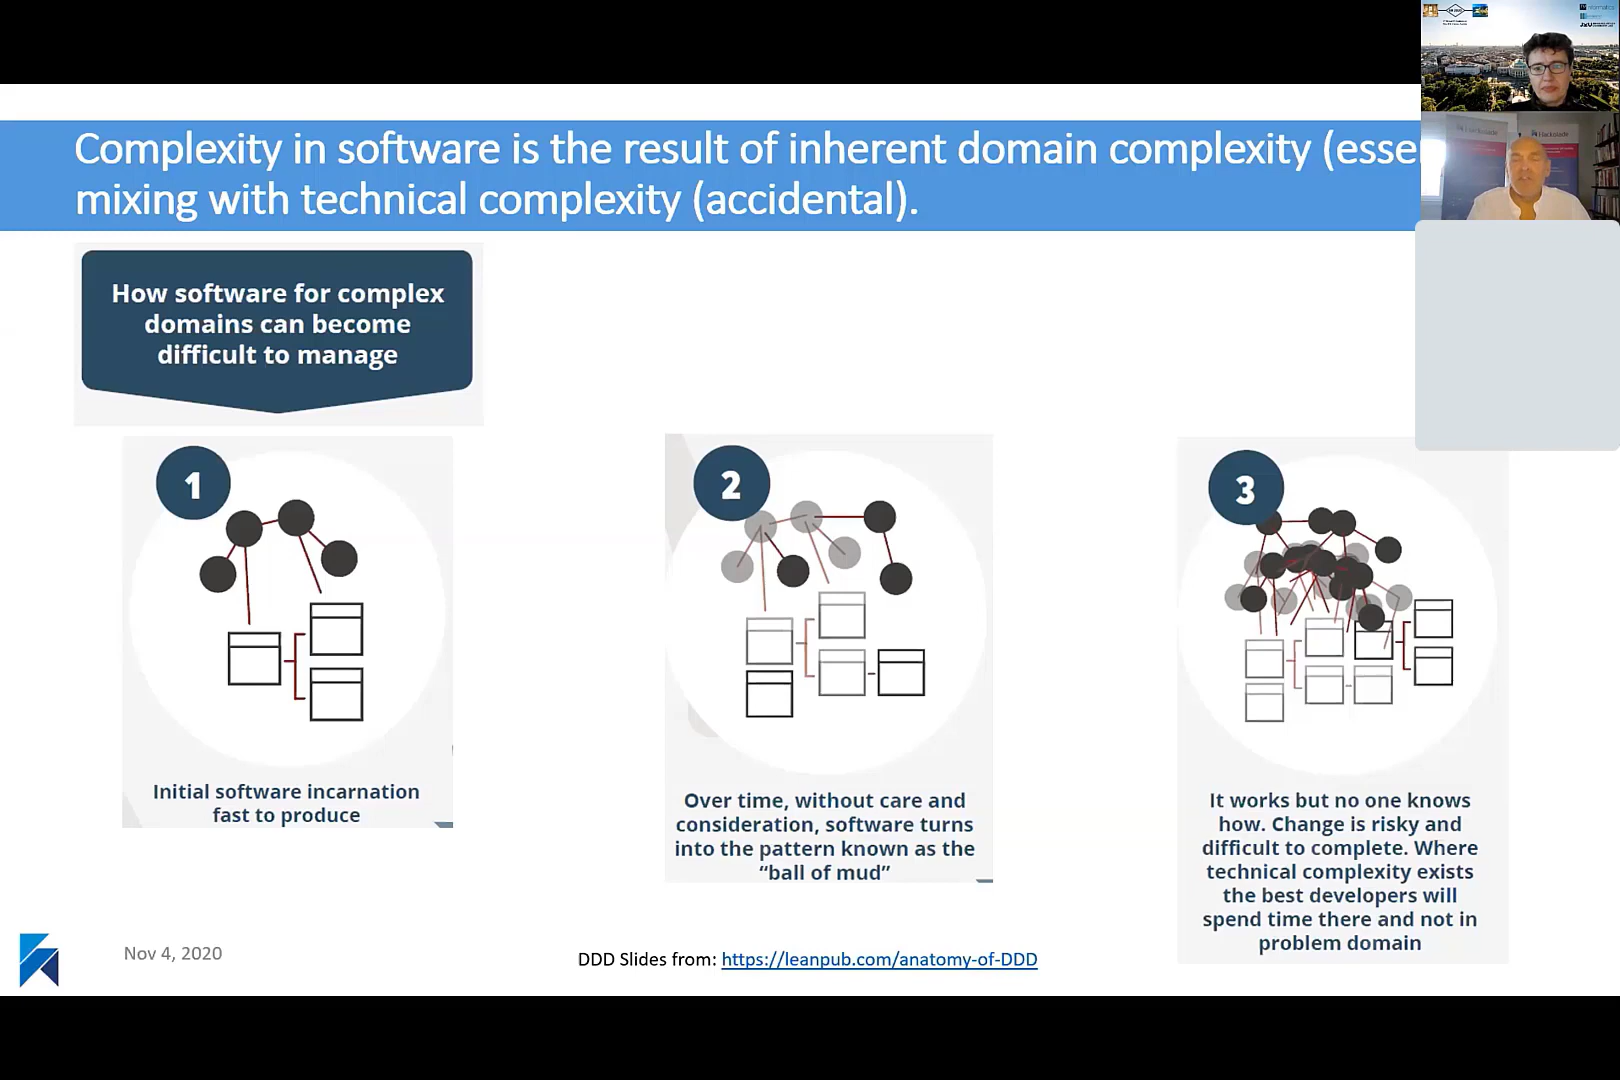 Complexity in software is the result of inherent domain complexity (esse
mixing with technical complexity (accidental).
How software for complex
domains can become
difficult to manage
1
Initial software incarnation
fast to produce
2
Over time, without care and
consideration, software turns
into the pattern known as the
“ball of mud”
3
It works but no one knows
how. Change is risky and
difficult to complete. Where
technical complexity exists
the best developers will
spend time there and not in
problem domain
Nov 4, 2020
DDD Slides from: https://leanpub.com/anatomy-of-DDD
Hackolade